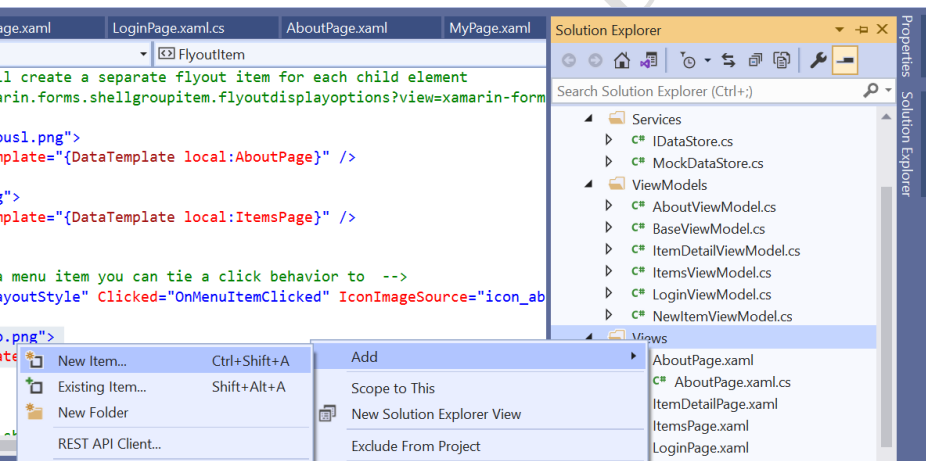 age.xaml LoginPage.xaml.cs AboutPage.xaml MyPage.xaml
FlyoutItem
ll create a separate flyout item for each child element
arin.forms.shellgroupitem.flyoutdisplayoptions?view=xamarin-form
ousl.png">
mplate="{DataTemplate local:AboutPage}" />
g">
mplate="{DataTemplate local:ItemsPage}" />
a menu item you can tie a click behavior to -->
ayoutStyle" Clicked="OnMenuItemClicked" IconImageSource="icon_ab
o.png">
ate
New Item... Ctrl+Shift+A
Existing Item... Shift+Alt+A
New Folder
REST API Client...
Add
Scope to This
New Solution Explorer View
Exclude From Project
Solution Explorer
Search Solution Explorer (Ctrl+;)
Services
C# IDataStore.cs
C# MockDataStore.cs
ViewModels
C# AboutViewModel.cs
C# BaseViewModel.cs
C# ItemDetailViewModel.cs
C# ItemsViewModel.cs
C# LoginViewModel.cs
C# NewItemViewModel.cs
Views
AboutPage.xaml
C# AboutPage.xaml.cs
ItemDetailPage.xaml
ItemsPage.xaml
LoginPage.xaml
Properties
Solution Explorer